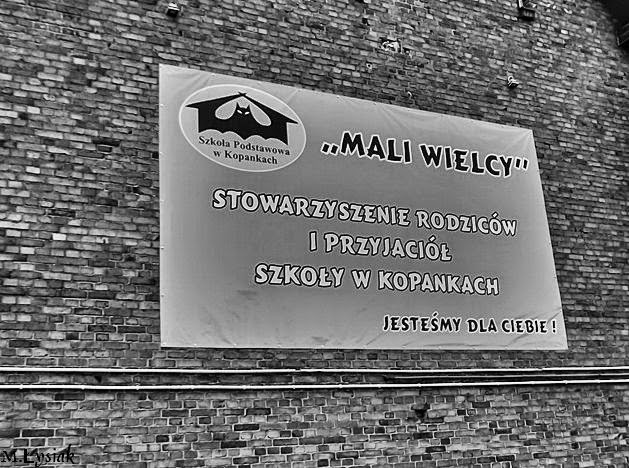 Szkoła Podstawowa
w Kopankach
„MALI WIELCY"
STOWARZYSZENIE RODZICÓW
I PRZYJACIÓŁ
SZKOŁY W KOPANKACH
JESTEŚMY DLA CIEBIE !
M.Łysiak